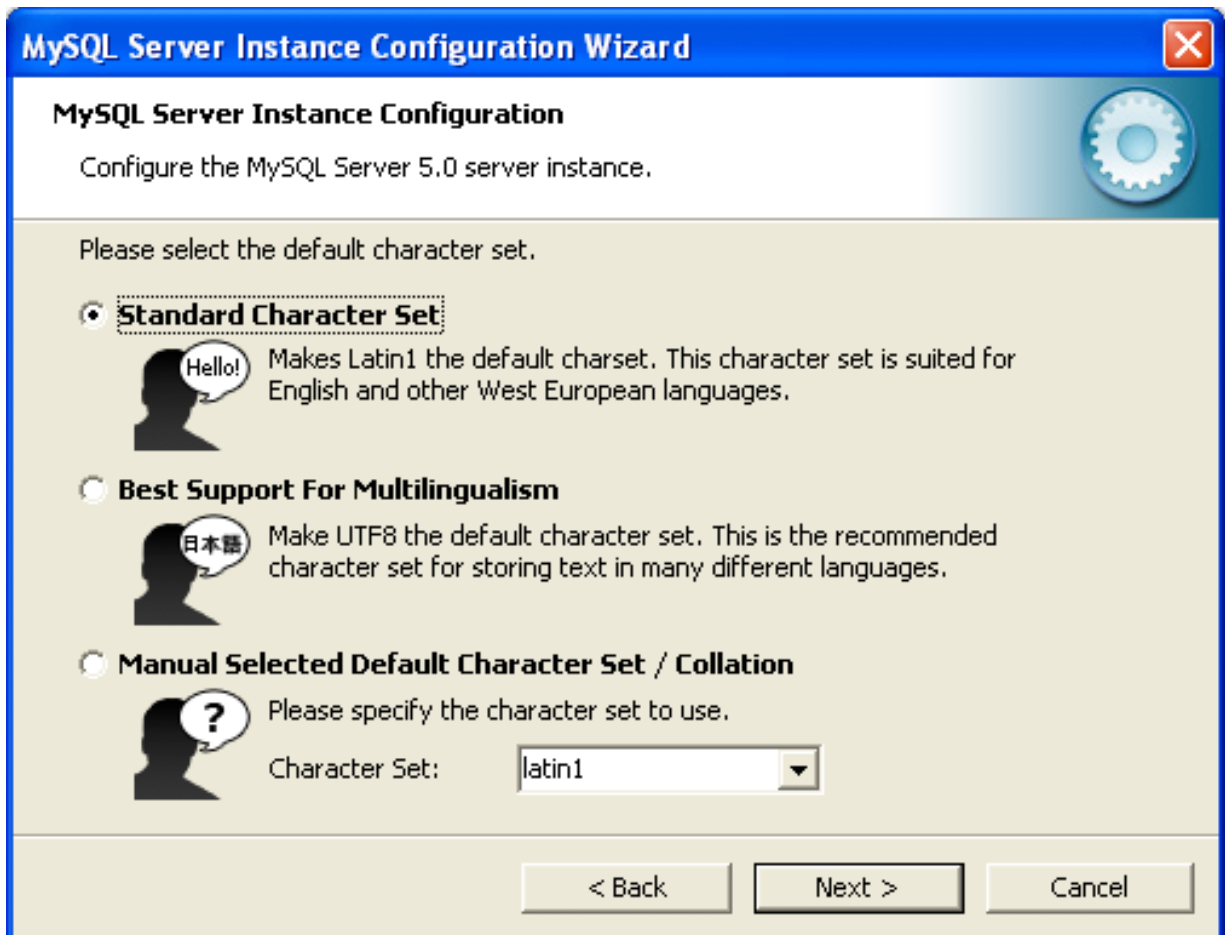 MySQL Server Instance Configuration Wizard
MySQL Server Instance Configuration
Configure the MySQL Server 5.0 server instance.
Please select the default character set.
Standard Character Set
Hello!
Makes Latin1 the default charset. This character set is suited for
English and other West European languages.
Best Support For Multilingualism
日本語
Make UTF8 the default character set. This is the recommended
character set for storing text in many different languages.
Manual Selected Default Character Set / Collation
?
Please specify the character set to use.
Character Set: latin1
< Back Next > Cancel